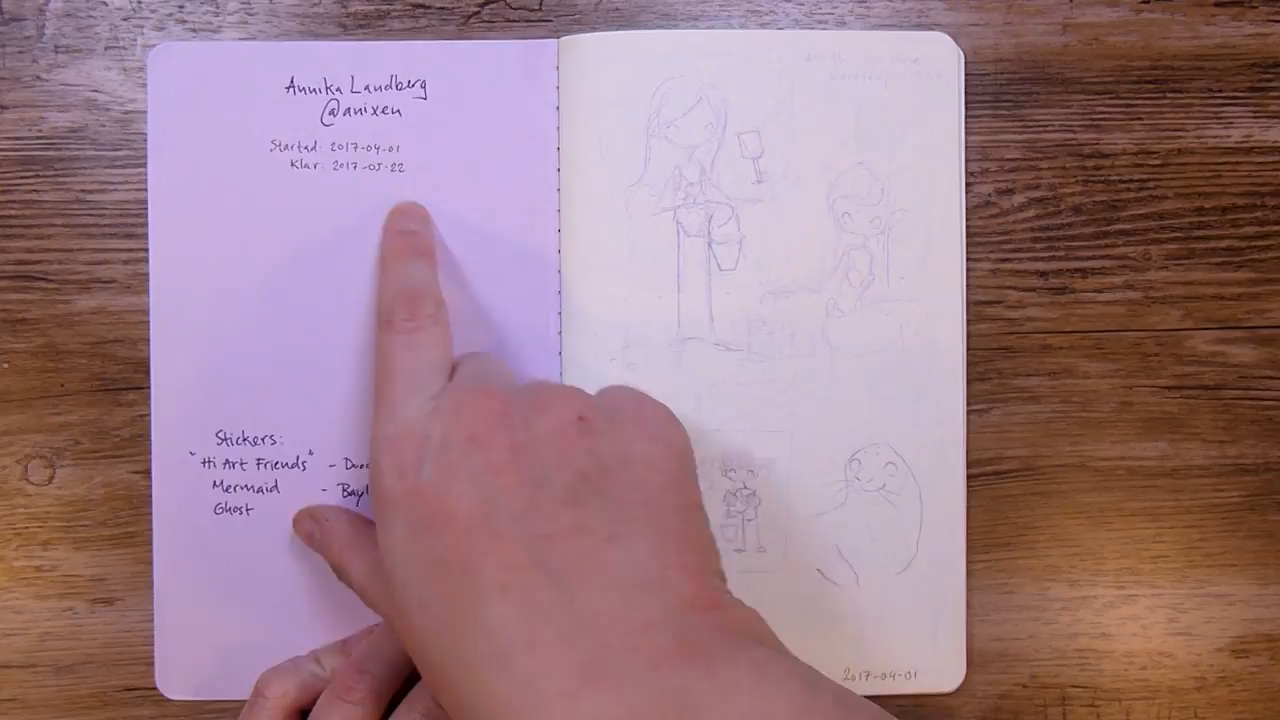 Annika Landberg
@anixen
Startad: 2017-04-01
Klar: 2017-05-22
Stickers:
"Hi Art Friends" -
Mermaid -
Ghost
2017-04-01